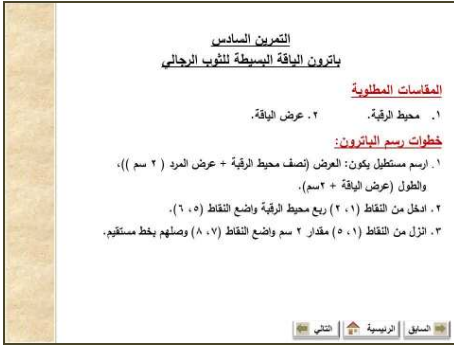 التمرين السادس
باترون الياقة البسيطة للثوب الرجالي
المقاسات المطلوبة
١. محيط الرقبة. ٢. عرض الياقة.
خطوات رسم الباترون:
١. ارسم مستطيل يكون: العرض (نصف محيط الرقبة + عرض المرد ( ٢ سم ))،
والطول (عرض الياقة + ٢سم).
٢. ادخل من النقاط (١، ٢) ربع محيط الرقبة واضع النقاط (٥، ٦).
٣. انزل من النقاط (١، ٥) مقدار ٢ سم واضع النقاط (٧، ٨) وصلهم بخط مستقيم.
السابق الرئيسية التالي